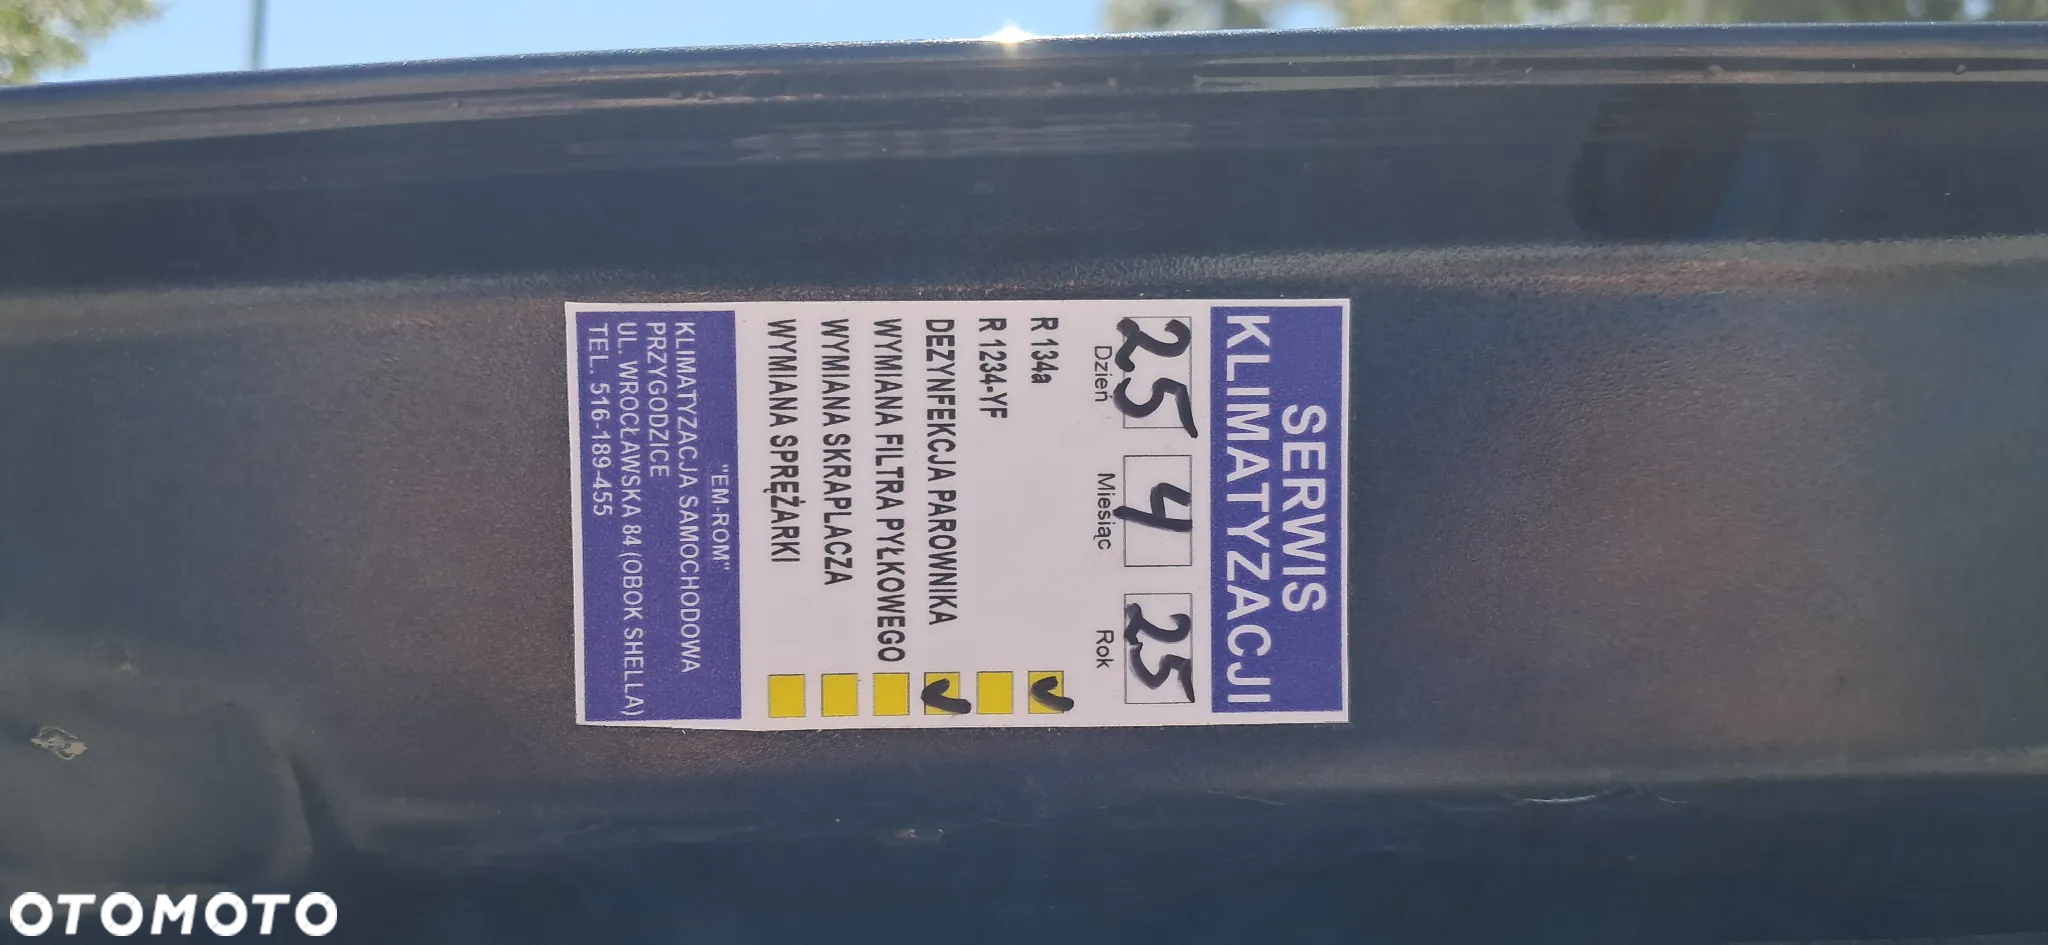 SERWIS
KLIMATYZACJI
25 4 25
Dzień Miesiąc Rok
R 134a
R 1234-YF
DEZYNFEKCJA PAROWNIKA
WYMIANA FILTRA PYŁKOWEGO
WYMIANA SKRAPLACZA
WYMIANA SPRĘŻARKI
"EM-ROM"
KLIMATYZACJA SAMOCHODOWA
PRZYGODZICE
UL. WROCŁAWSKA 84 (OBOK SHELLA)
TEL. 516-189-455
OTOMOTO